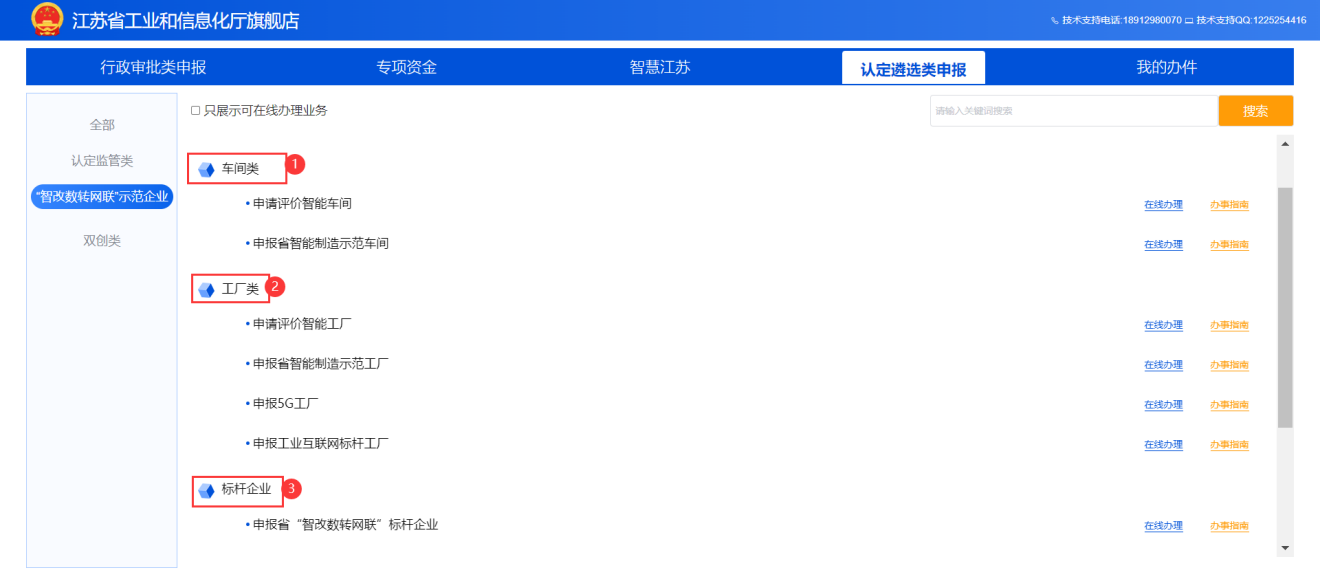 江苏省工业和信息化厅旗舰店
技术支持电话:18912980070 技术支持QQ:1225254416
行政审批类申报 专项资金 智慧江苏 认定遴选类申报 我的办件
全部
认定监管类
"智改数转网联"示范企业
双创类
只展示可在线办理业务
请输入关键词搜索 搜索
车间类 1
•申请评价智能车间 在线办理 办事指南
•申报省智能制造示范车间 在线办理 办事指南
工厂类 2
•申请评价智能工厂 在线办理 办事指南
•申报省智能制造示范工厂 在线办理 办事指南
•申报5G工厂 在线办理 办事指南
•申报工业互联网标杆工厂 在线办理 办事指南
标杆企业 3
•申报省“智改数转网联”标杆企业 在线办理 办事指南